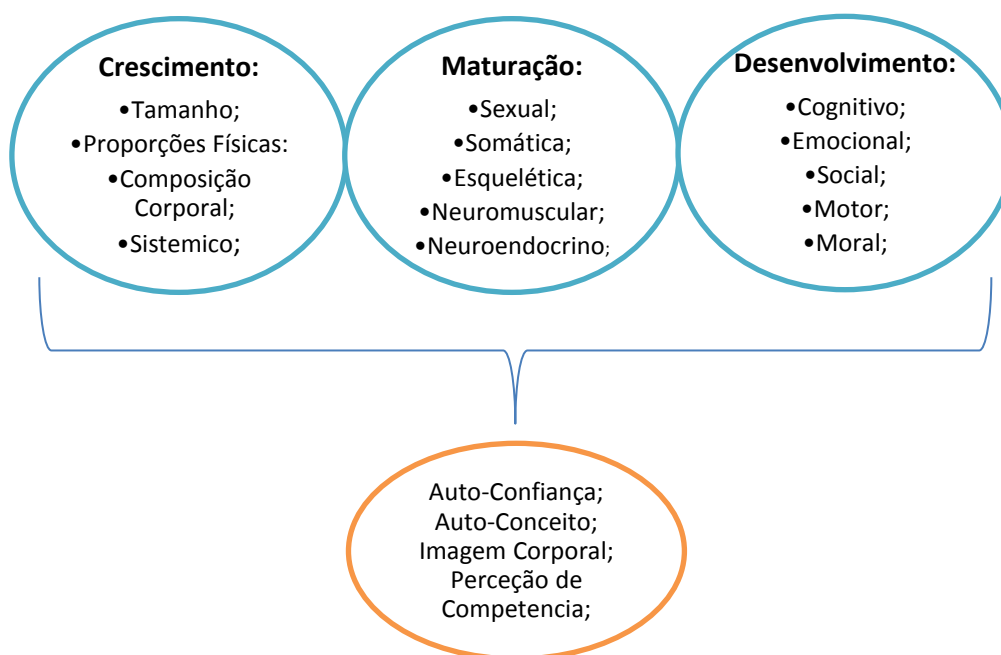 Crescimento:
•Tamanho;
•Proporções Físicas:
•Composição
Corporal;
•Sistemico;
Maturação:
•Sexual;
•Somática;
•Esquelética;
•Neuromuscular;
•Neuroendocrino;
Desenvolvimento:
•Cognitivo;
•Emocional;
•Social;
•Motor;
•Moral;
Auto-Confiança;
Auto-Conceito;
Imagem Corporal;
Perceção de
Competencia;